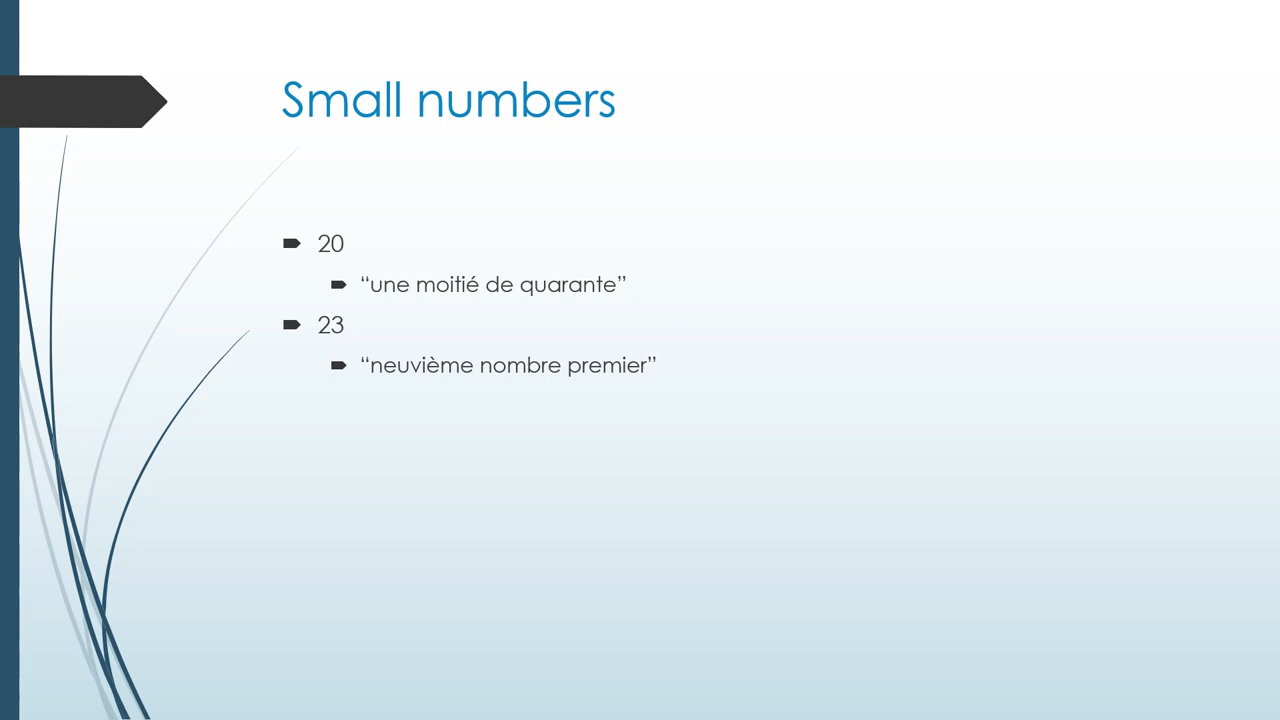 Small numbers
20
“une moitié de quarante”
23
“neuvième nombre premier”